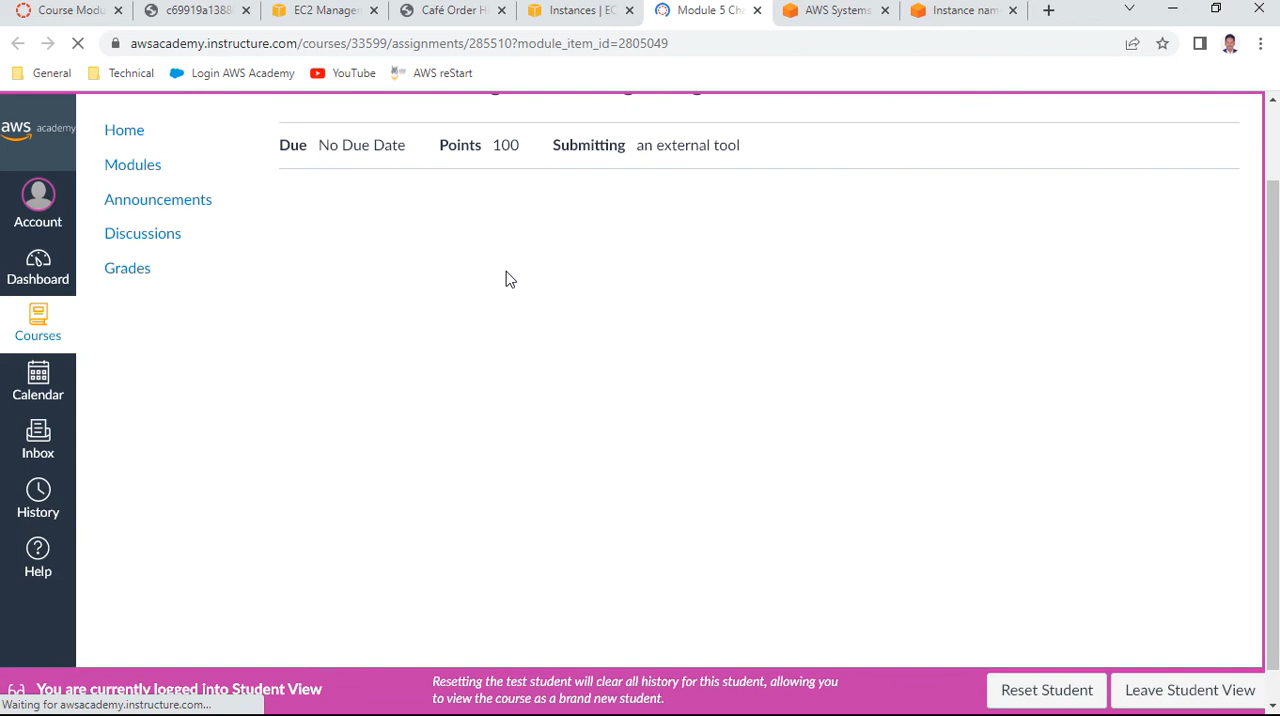 Course Modu
c69919a1388
EC2 Manage
Café Order H
Instances | EC
Module 5 Cha
AWS Systems
Instance nam
awsacademy.instructure.com/courses/33599/assignments/285510?module_item_id=2805049
General
Technical
Login AWS Academy
YouTube
AWS reStart
aws academy
Account
Dashboard
Courses
Calendar
Inbox
History
Help
Home
Modules
Announcements
Discussions
Grades
Due No Due Date Points 100 Submitting an external tool
You are currently logged into Student View
Resetting the test student will clear all history for this student, allowing you
to view the course as a brand new student.
Reset Student
Leave Student View
Waiting for awsacademy.instructure.com...